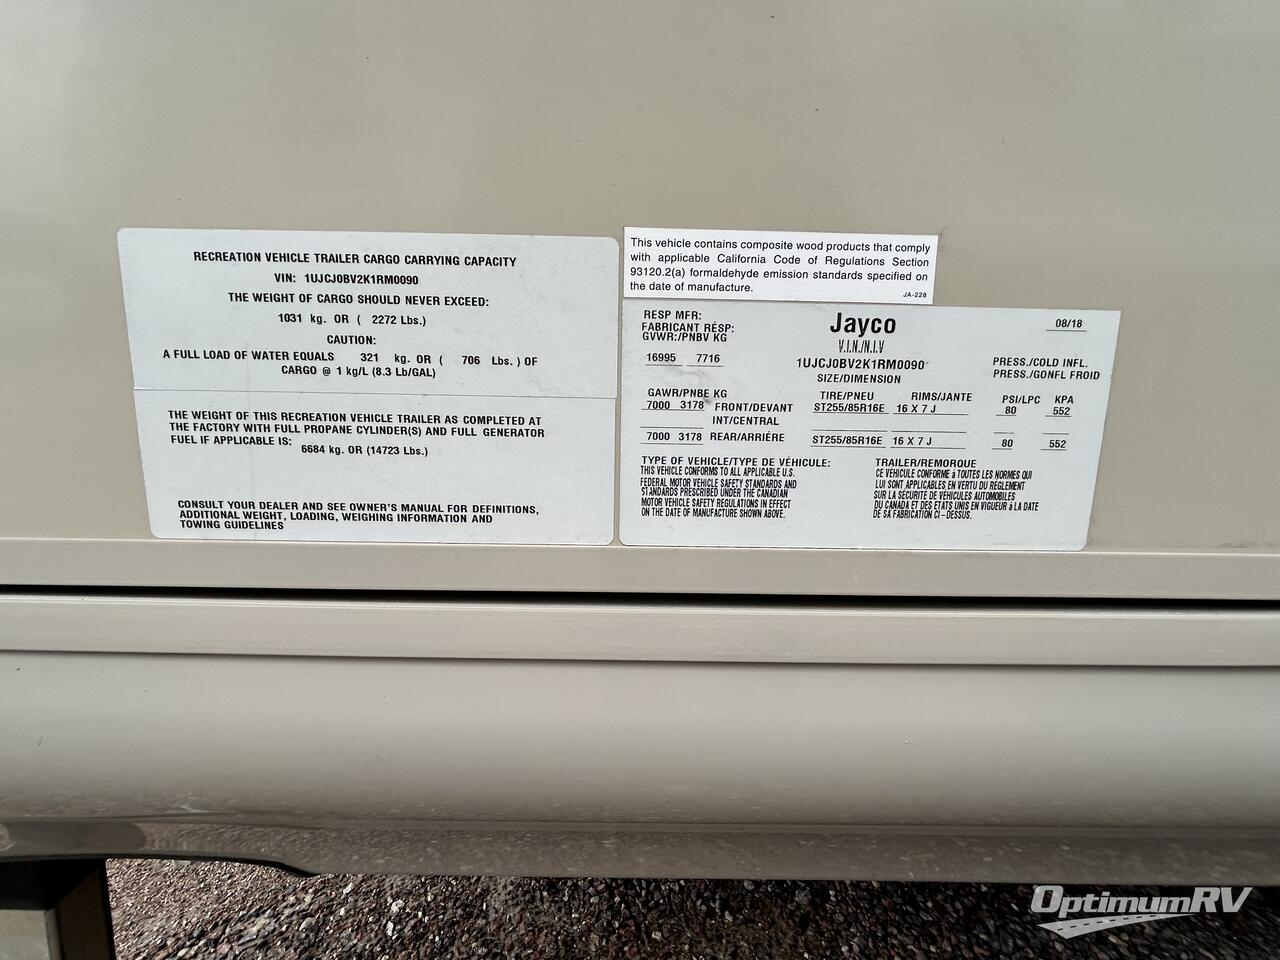 RECREATION VEHICLE TRAILER CARGO CARRYING CAPACITY
VIN: 1UJCJ0BV2K1RM0090
THE WEIGHT OF CARGO SHOULD NEVER EXCEED:
1031 kg. OR ( 2272 Lbs.)
CAUTION:
A FULL LOAD OF WATER EQUALS 321 kg. OR ( 706 Lbs. ) OF
CARGO @ 1 kg/L (8.3 Lb/GAL)
THE WEIGHT OF THIS RECREATION VEHICLE TRAILER AS COMPLETED AT
THE FACTORY WITH FULL PROPANE CYLINDER(S) AND FULL GENERATOR
FUEL IF APPLICABLE IS:
6684 kg. OR (14723 Lbs.)
CONSULT YOUR DEALER AND SEE OWNER'S MANUAL FOR DEFINITIONS,
ADDITIONAL WEIGHT, LOADING, WEIGHING INFORMATION AND
TOWING GUIDELINES
This vehicle contains composite wood products that comply
with applicable California Code of Regulations Section
93120.2(a) formaldehyde emission standards specified on
the date of manufacture.
JA-228
RESP MFR: Jayco 08/18
FABRICANT RÉSP:
GVWR:/PNBV KG V.I.N./N.I.V
16995 7716 1UJCJ0BV2K1RM0090 PRESS./COLD INFL.
SIZE/DIMENSION PRESS./GONFL FROID
GAWR/PNBE KG TIRE/PNEU RIMS/JANTE PSI/LPC KPA
7000 3178 FRONT/DEVANT ST255/85R16E 16 X 7 J 80 552
INT/CENTRAL
7000 3178 REAR/ARRIÉRE ST255/85R16E 16 X 7 J 80 552
TYPE OF VEHICLE/TYPE DE VÉHICULE: TRAILER/REMORQUE
THIS VEHICLE CONFORMS TO ALL APPLICABLE U.S.
FEDERAL MOTOR VEHICLE SAFETY STANDARDS AND
STANDARDS PRESCRIBED UNDER THE CANADIAN
MOTOR VEHICLE SAFETY REGULATIONS IN EFFECT
ON THE DATE OF MANUFACTURE SHOWN ABOVE.
CE VEHICULE CONFORME à TOUTES LES NORMES QUI
LUI SONT APPLICABLES EN VERTU DU REGLEMENT
SUR LA SÉCURITE DE VEHICULES AUTOMOBILES
DU CANADA ET DES ETATS UNIS EN VIGUEUR à LA DATE
DE SA FABRICATION CI-DESSUS.
OPTIMUMRV